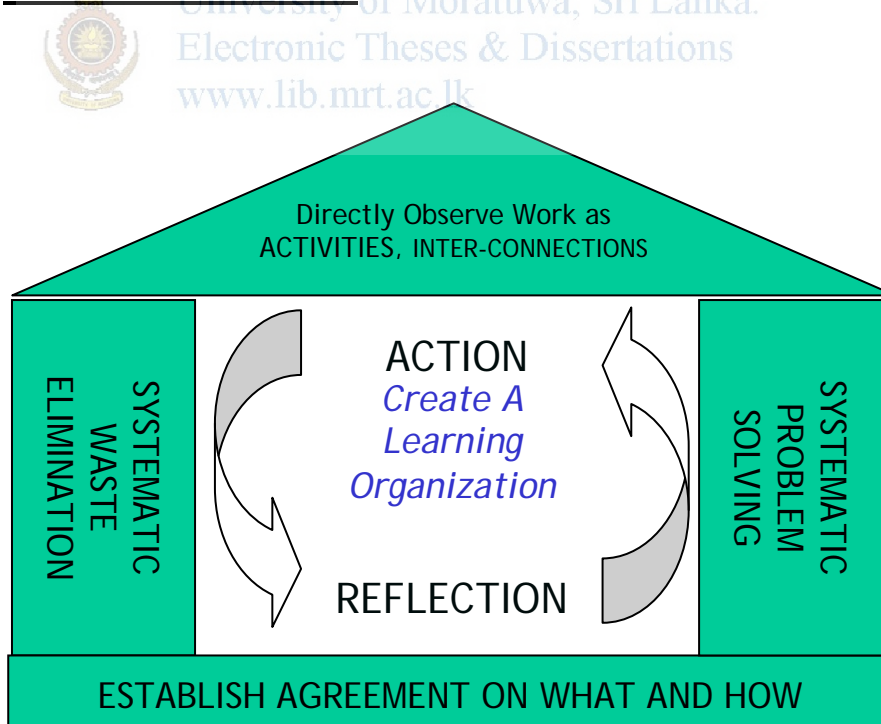 University of Moratuwa, Sri Lanka.
Electronic Theses & Dissertations
www.lib.mrt.ac.lk
Directly Observe Work as
ACTIVITIES, INTER-CONNECTIONS
SYSTEMATIC
WASTE
ELIMINATION
ACTION
Create A
Learning
Organization
REFLECTION
SYSTEMATIC
PROBLEM
SOLVING
ESTABLISH AGREEMENT ON WHAT AND HOW